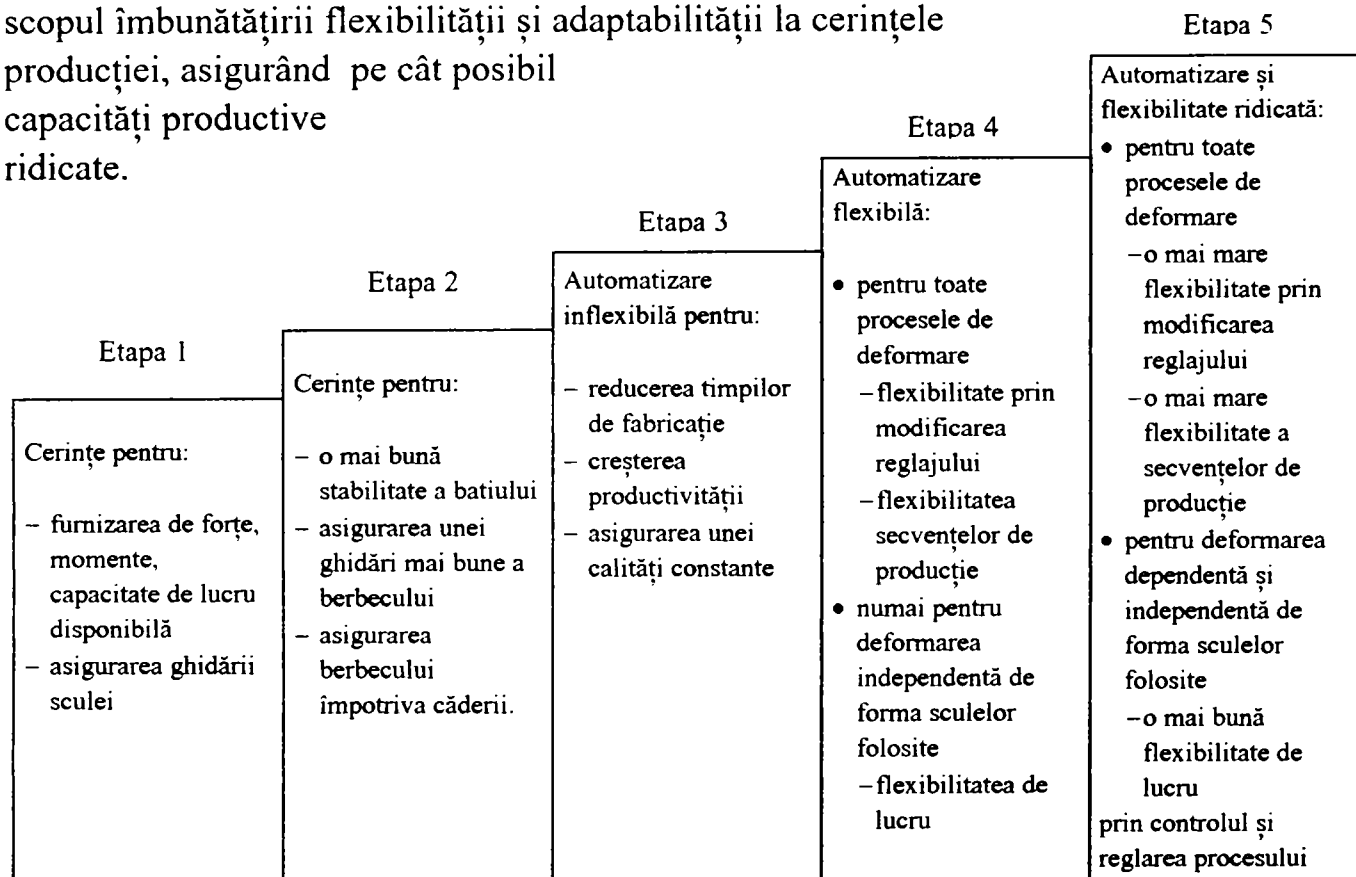 scopul îmbunătățirii flexibilității și adaptabilității la cerințele
producției, asigurând pe cât posibil
capacități productive
ridicate.
Etapa 1
Cerințe pentru:
– furnizarea de forțe,
momente,
capacitate de lucru
disponibilă
– asigurarea ghidării
sculei
Etapa 2
Cerințe pentru:
– o mai bună
stabilitate a batiului
– asigurarea unei
ghidări mai bune a
berbecului
– asigurarea
berbecului
împotriva căderii.
Etapa 3
Automatizare
inflexibilă pentru:
– reducerea timpilor
de fabricație
– creșterea
productivității
– asigurarea unei
calități constante
Etapa 4
Automatizare
flexibilă:
• pentru toate
procesele de
deformare
–flexibilitate prin
modificarea
reglajului
–flexibilitatea
secvențelor de
producție
• numai pentru
deformarea
independentă de
forma sculelor
folosite
–flexibilitatea de
lucru
Etapa 5
Automatizare și
flexibilitate ridicată:
• pentru toate
procesele de
deformare
–o mai mare
flexibilitate prin
modificarea
reglajului
–o mai mare
flexibilitate a
secvențelor de
producție
• pentru deformarea
dependentă și
independentă de
forma sculelor
folosite
–o mai bună
flexibilitate de
lucru
prin controlul și
reglarea procesului